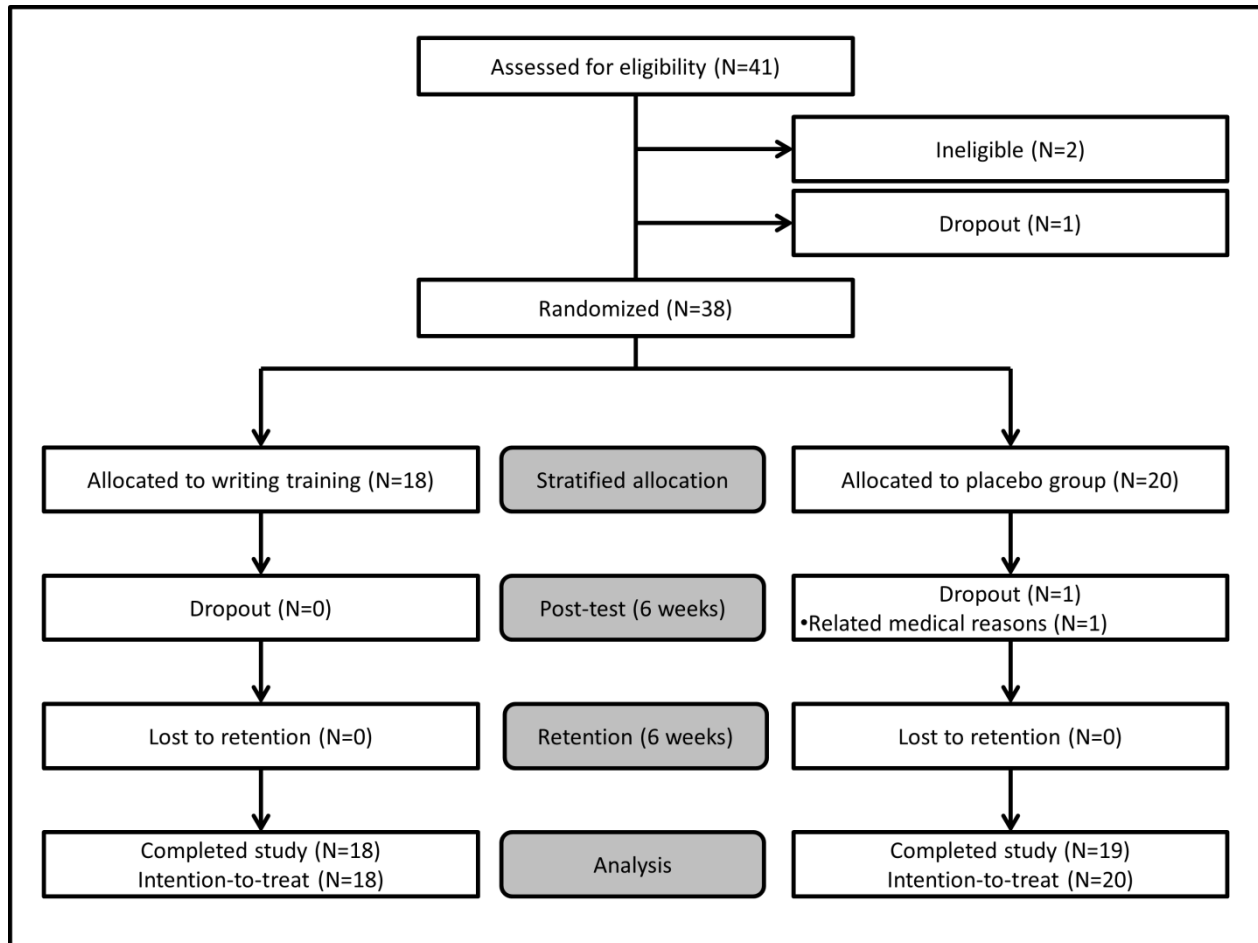 Assessed for eligibility (N=41)
Ineligible (N=2)
Dropout (N=1)
Randomized (N=38)
Allocated to writing training (N=18)
Stratified allocation
Allocated to placebo group (N=20)
Dropout (N=0)
Post-test (6 weeks)
Dropout (N=1)
•Related medical reasons (N=1)
Lost to retention (N=0)
Retention (6 weeks)
Lost to retention (N=0)
Completed study (N=18)
Intention-to-treat (N=18)
Analysis
Completed study (N=19)
Intention-to-treat (N=20)